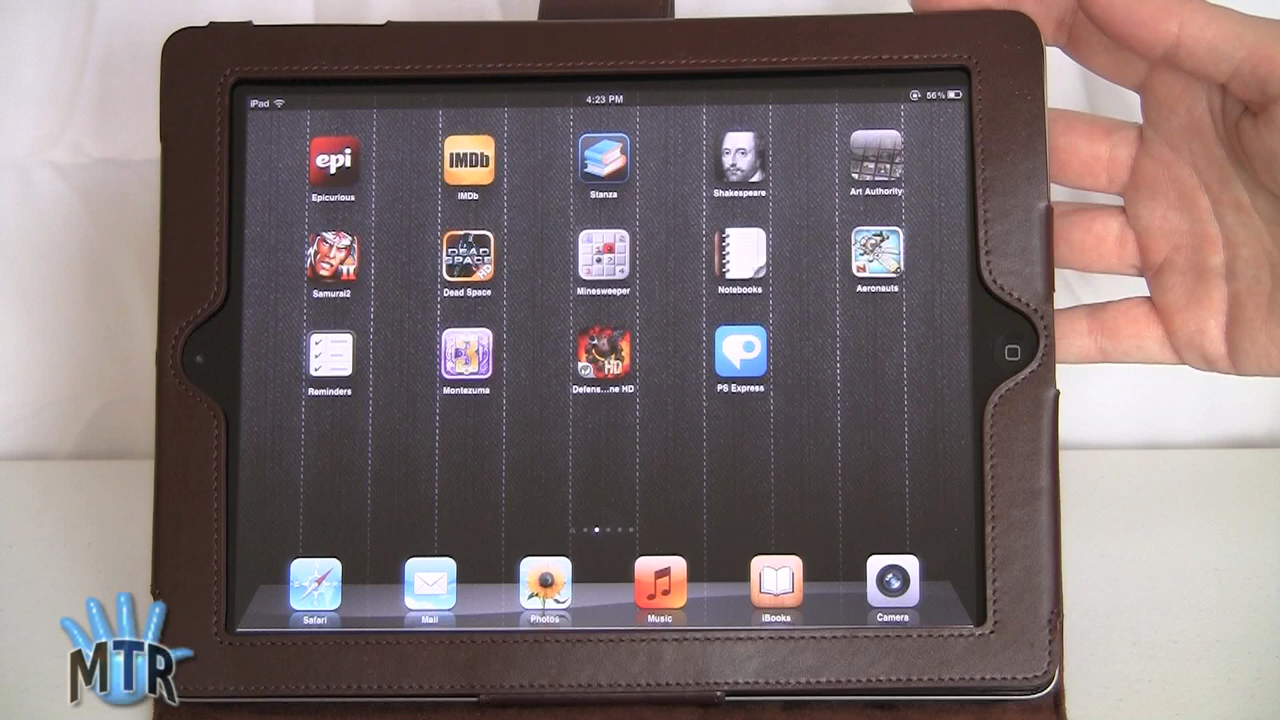 iPad 4:23 PM 56%
epi IMDb
Epicurious IMDb Stanza Shakespeare Art Authority
II DEAD SPACE HD
Samurai2 Dead Space Minesweeper Notebooks Aeronauts
HD
Reminders Montezuma Defens...ne HD PS Express
Safari Mail Photos Music iBooks Camera
MTR